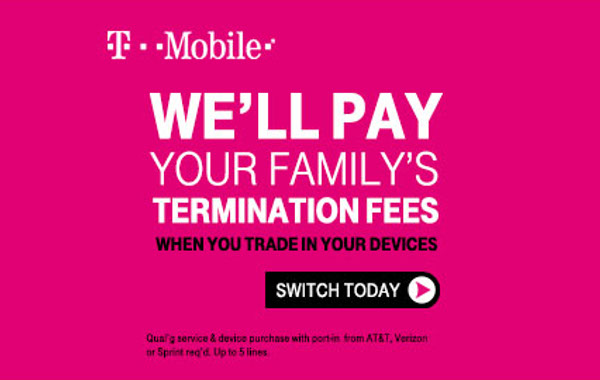 T··Mobile·
WE'LL PAY
YOUR FAMILY'S
TERMINATION FEES
WHEN YOU TRADE IN YOUR DEVICES
SWITCH TODAY
Qual'g service & device purchase with port-in from AT&T, Verizon
or Sprint req'd. Up to 5 lines.